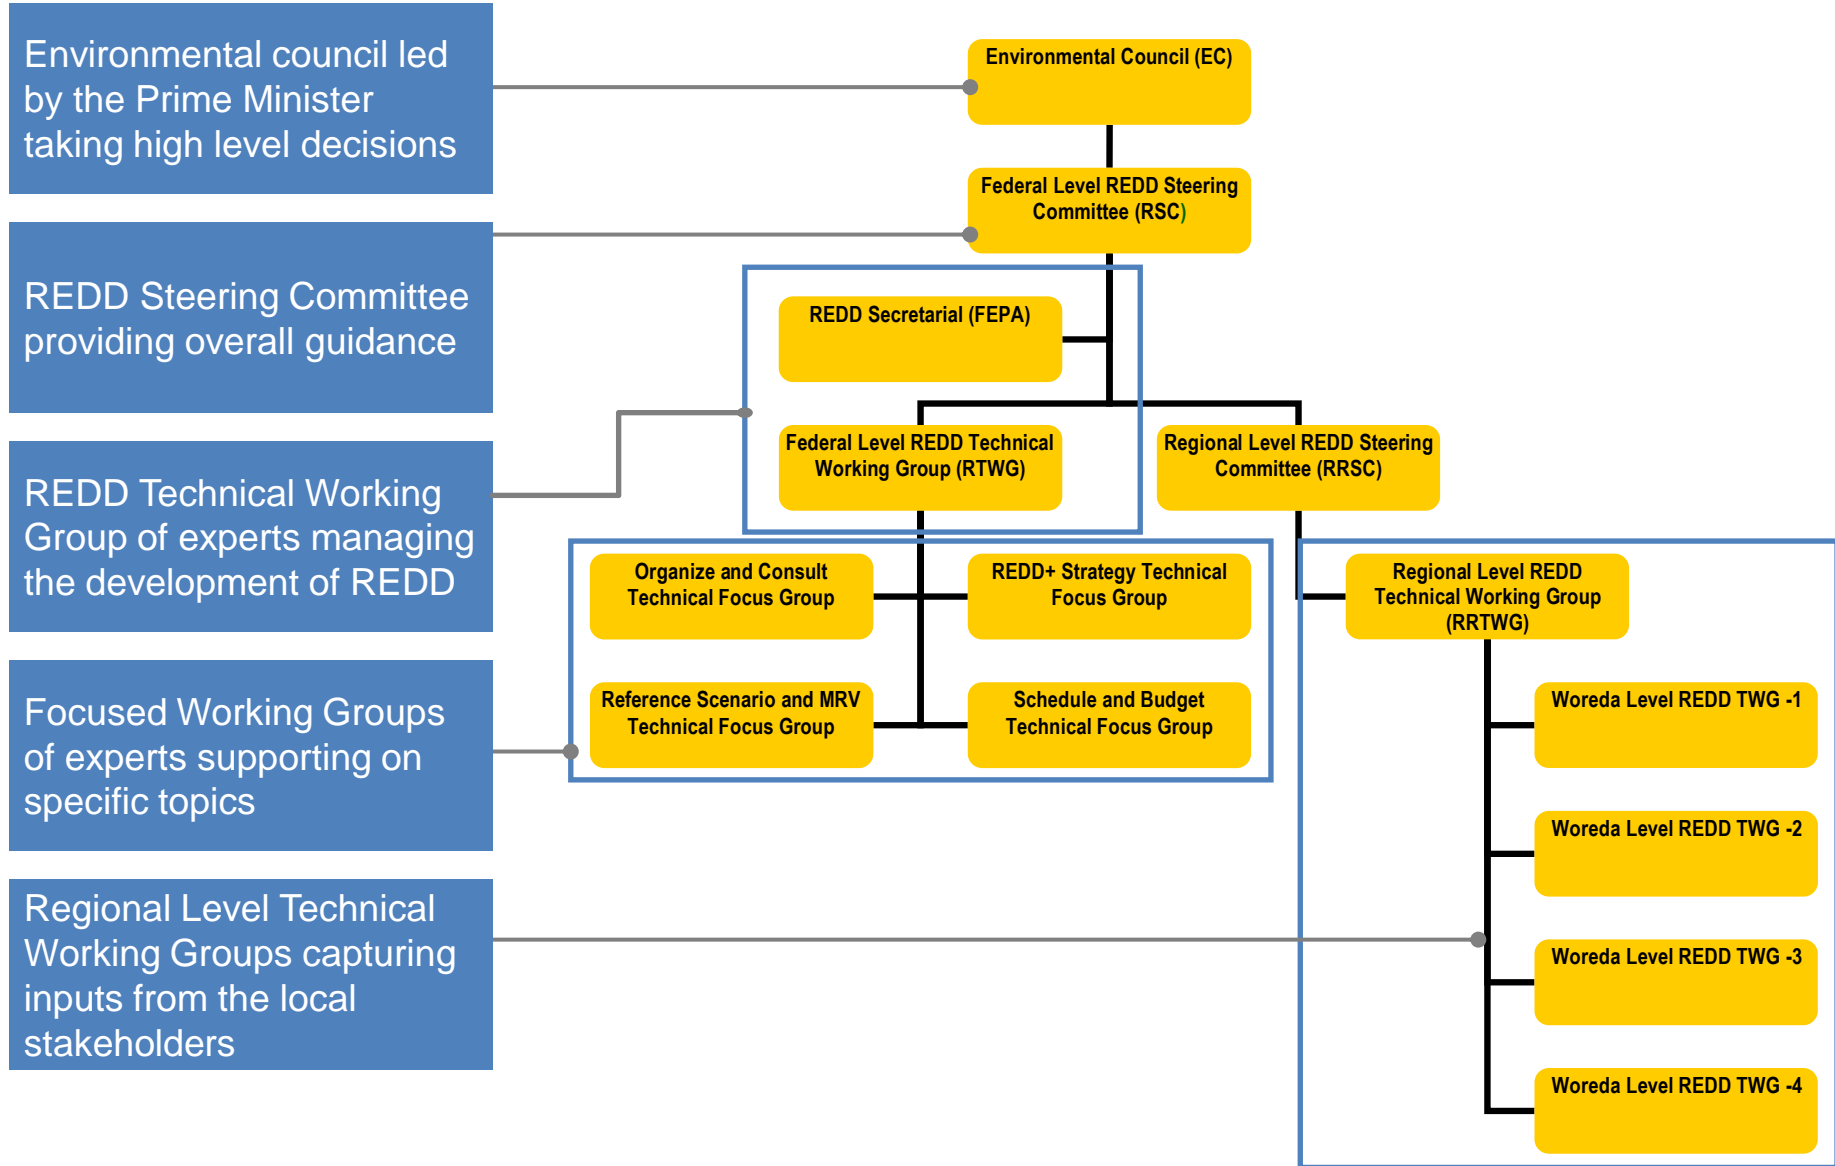 Environmental council led
by the Prime Minister
taking high level decisions
REDD Steering Committee
providing overall guidance
REDD Technical Working
Group of experts managing
the development of REDD
Focused Working Groups
of experts supporting on
specific topics
Regional Level Technical
Working Groups capturing
inputs from the local
stakeholders
Environmental Council (EC)
Federal Level REDD Steering
Committee (RSC)
REDD Secretarial (FEPA)
Federal Level REDD Technical
Working Group (RTWG)
Regional Level REDD Steering
Committee (RRSC)
Organize and Consult
Technical Focus Group
REDD+ Strategy Technical
Focus Group
Reference Scenario and MRV
Technical Focus Group
Schedule and Budget
Technical Focus Group
Regional Level REDD
Technical Working Group
(RRTWG)
Woreda Level REDD TWG -1
Woreda Level REDD TWG -2
Woreda Level REDD TWG -3
Woreda Level REDD TWG -4